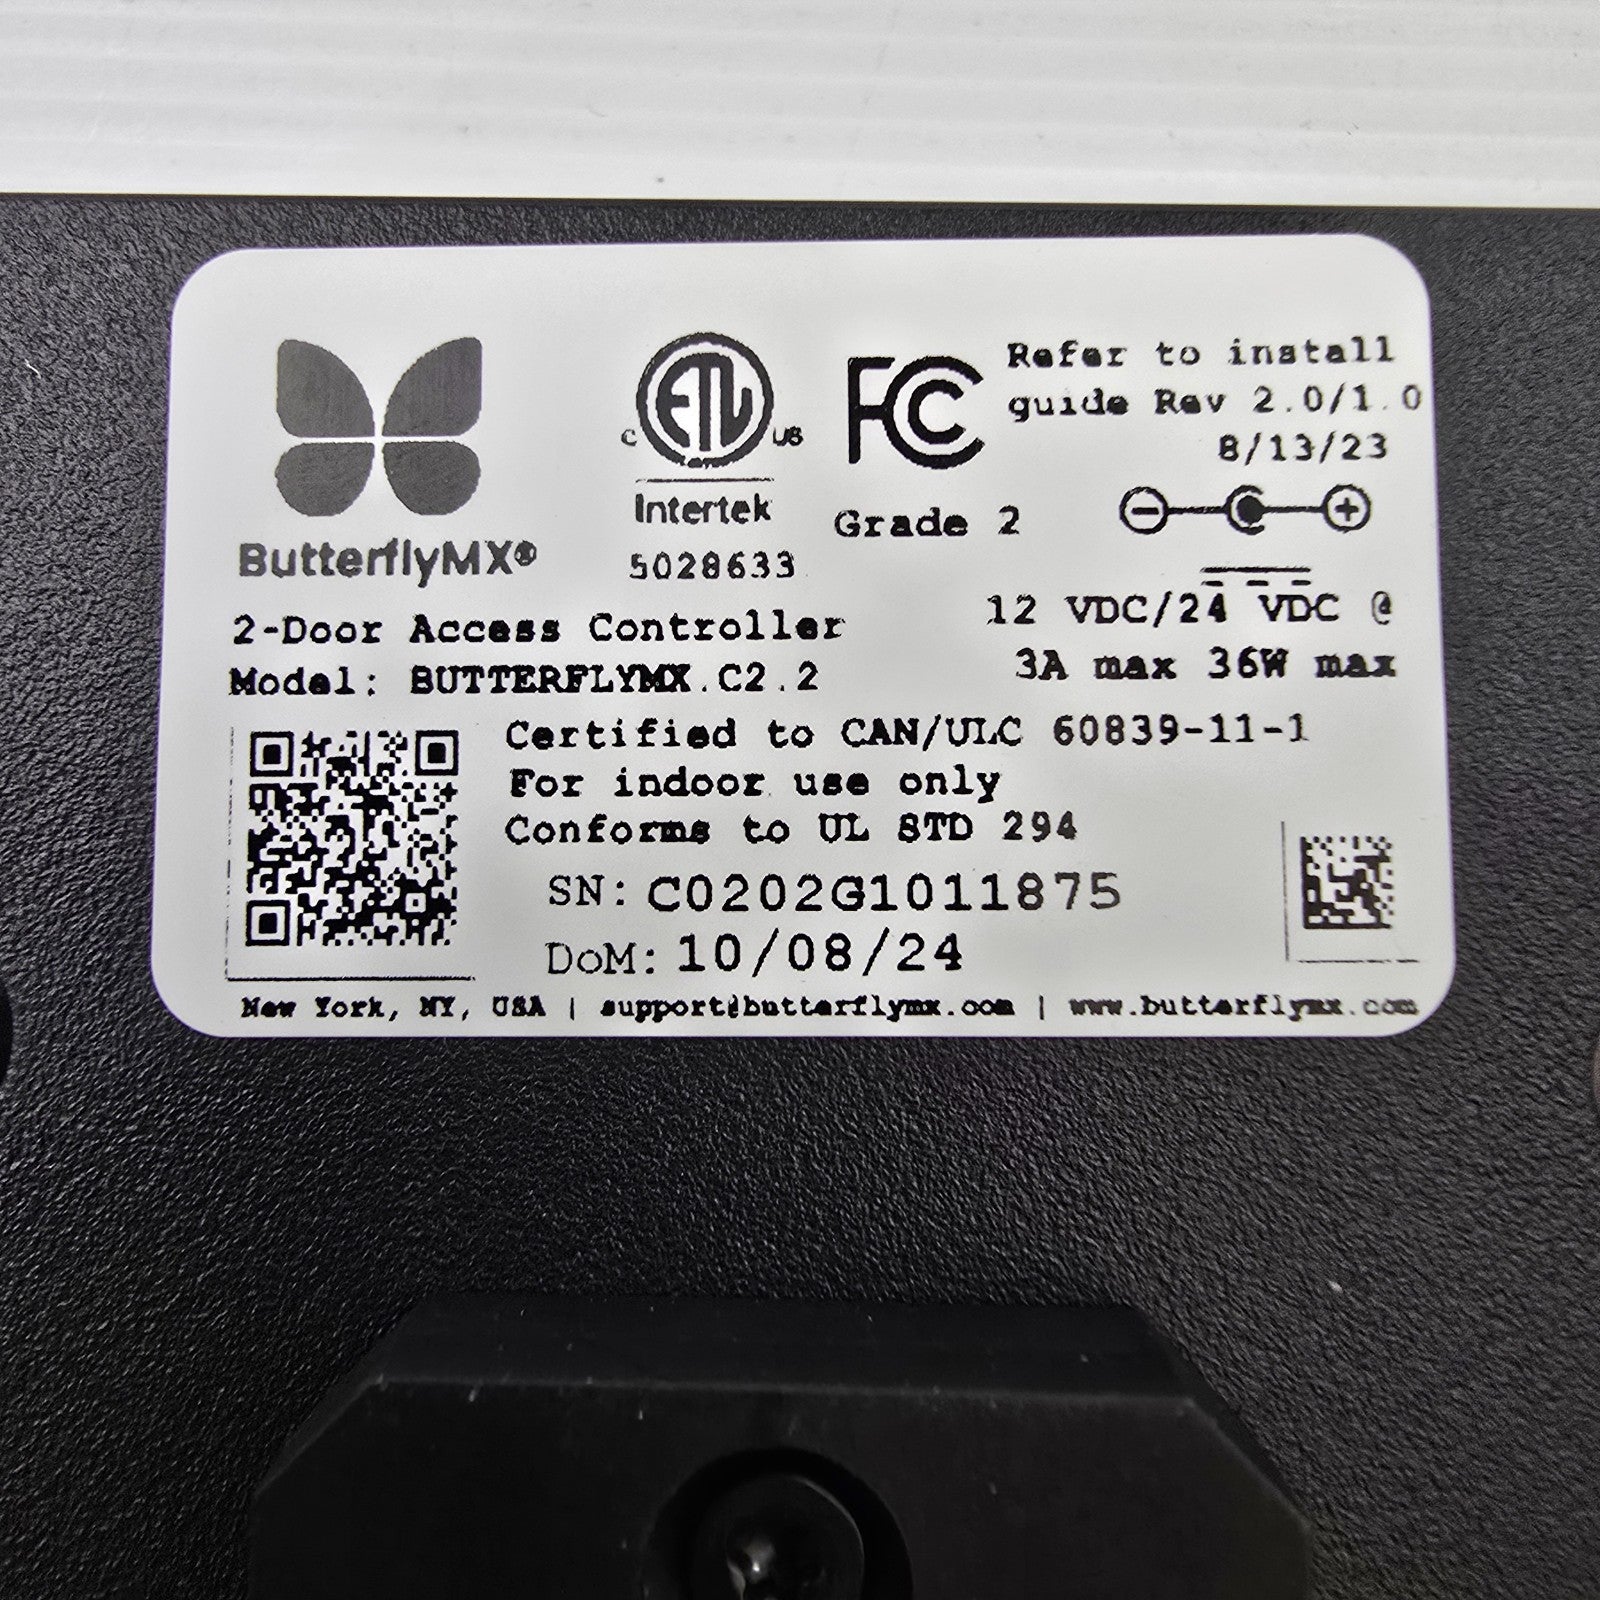 ButterflyMX®
C ETL US
Intertek
5028633
FC
Grade 2
Refer to install
guide Rev 2.0/1.0
8/13/23
2-Door Access Controller
Model: BUTTERFLYMX.C2.2
12 VDC/24 VDC @
3A max 36W max
Certified to CAN/ULC 60839-11-1
For indoor use only
Conforms to UL STD 294
SN: C0202G1011875
DoM: 10/08/24
New York, NY, USA | support@butterflymx.com | www.butterflymx.com